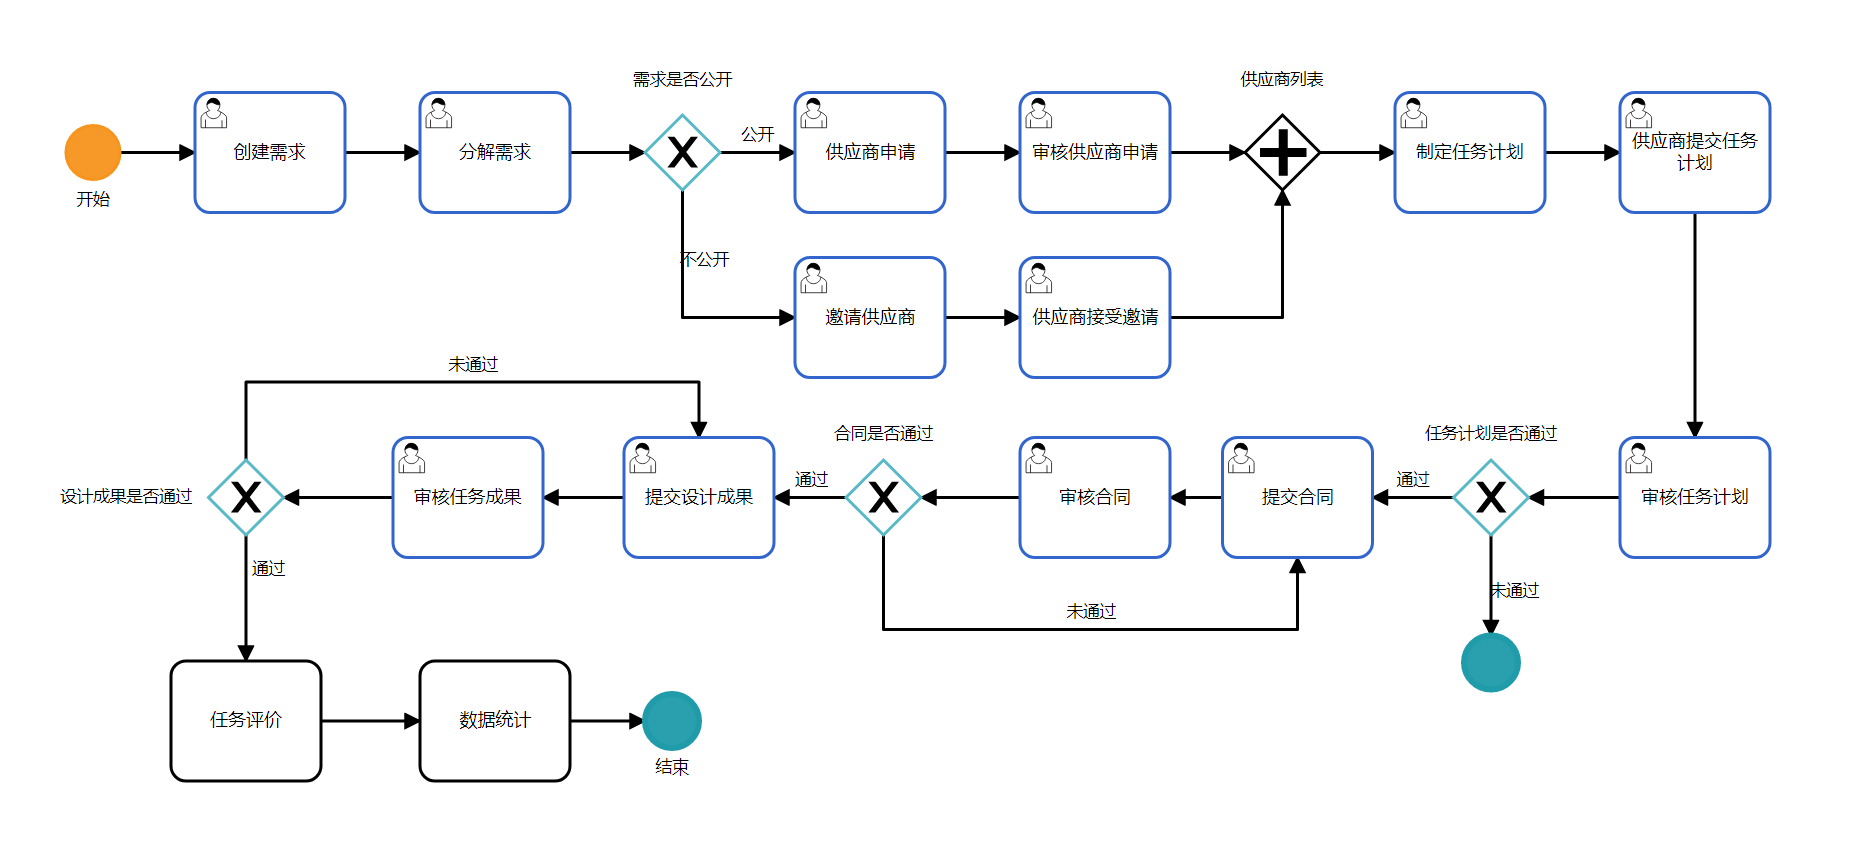 需求是否公开
供应商列表
开始
创建需求
分解需求
公开
供应商申请
审核供应商申请
制定任务计划
供应商提交任务
计划
不公开
邀请供应商
供应商接受邀请
未通过
设计成果是否通过
审核任务成果
提交设计成果
通过
合同是否通过
审核合同
提交合同
通过
任务计划是否通过
审核任务计划
通过
未通过
未通过
任务评价
数据统计
结束